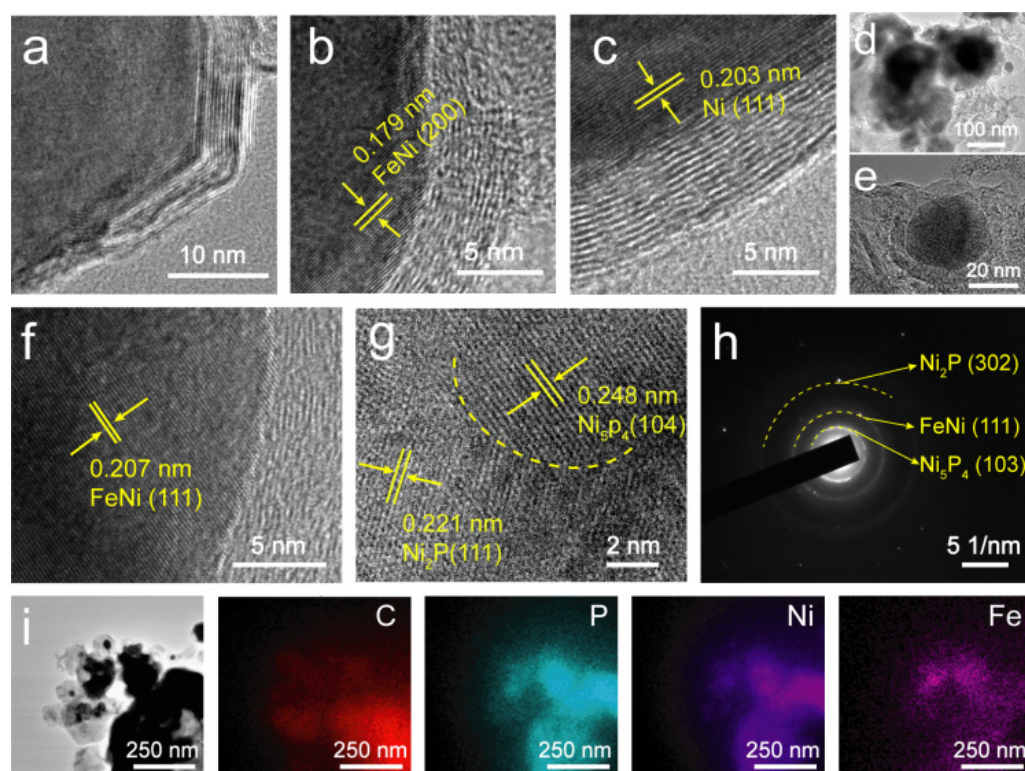 a
10 nm
b
0.179 nm
FeNi (200)
5 nm
c
0.203 nm
Ni (111)
5 nm
d
100 nm
e
20 nm
f
0.207 nm
FeNi (111)
5 nm
g
0.248 nm
Ni₅p₄(104)
0.221 nm
Ni₂P(111)
2 nm
h
Ni₂P (302)
FeNi (111)
Ni₅P₄ (103)
5 1/nm
i
250 nm
C
250 nm
P
250 nm
Ni
250 nm
Fe
250 nm